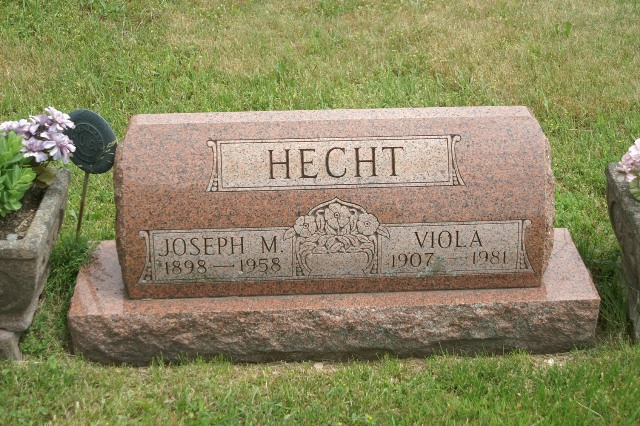 HECHT
JOSEPH M. VIOLA
1898 — 1958 1907 — 1981